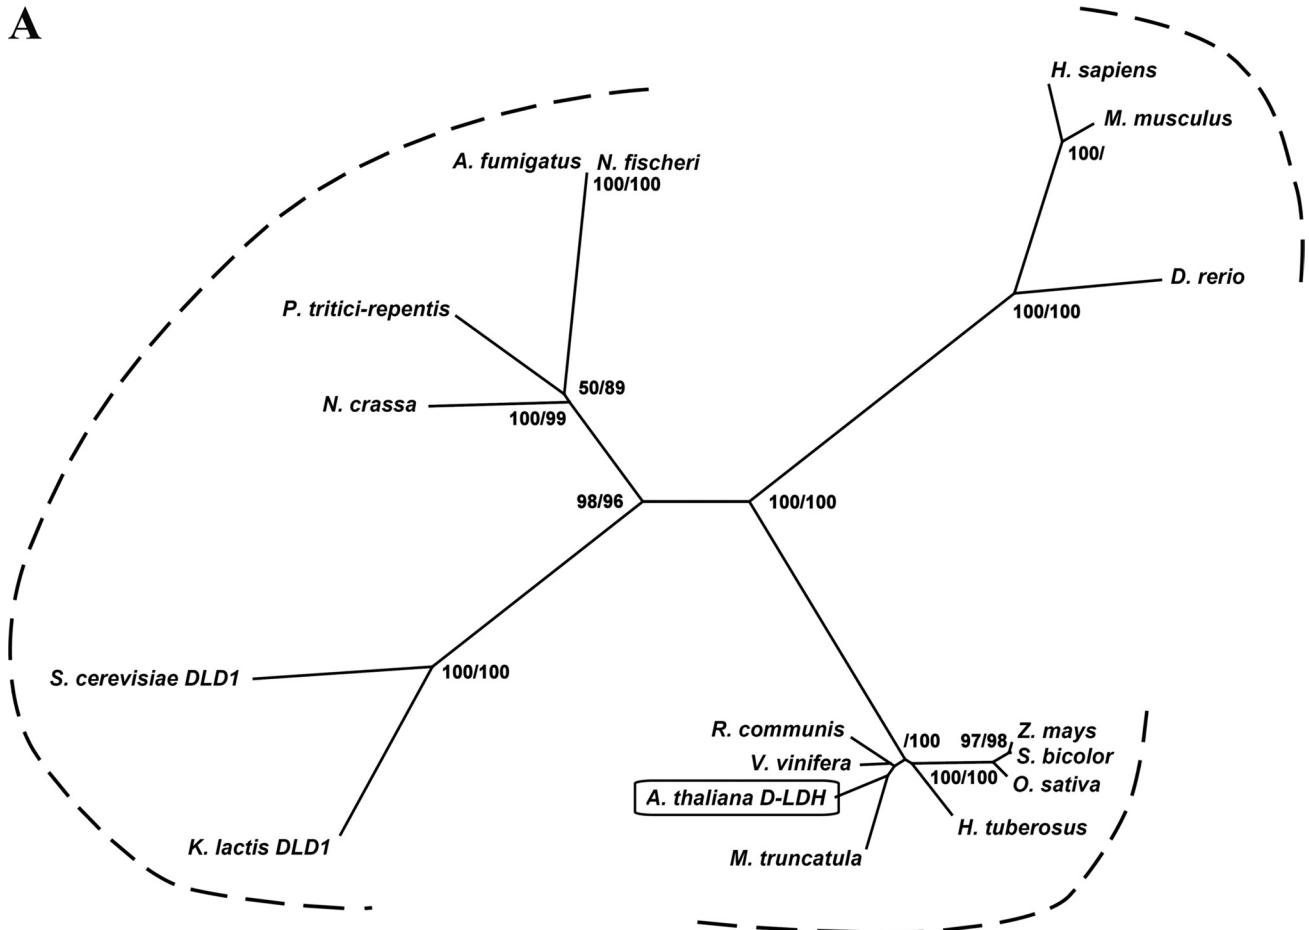 A
H. sapiens
M. musculus
100/
A. fumigatus N. fischeri
100/100
D. rerio
100/100
P. tritici-repentis
50/89
N. crassa
100/99
98/96
100/100
S. cerevisiae DLD1
100/100
K. lactis DLD1
R. communis
/100
97/98
Z. mays
V. vinifera
S. bicolor
100/100
O. sativa
A. thaliana D-LDH
H. tuberosus
M. truncatula